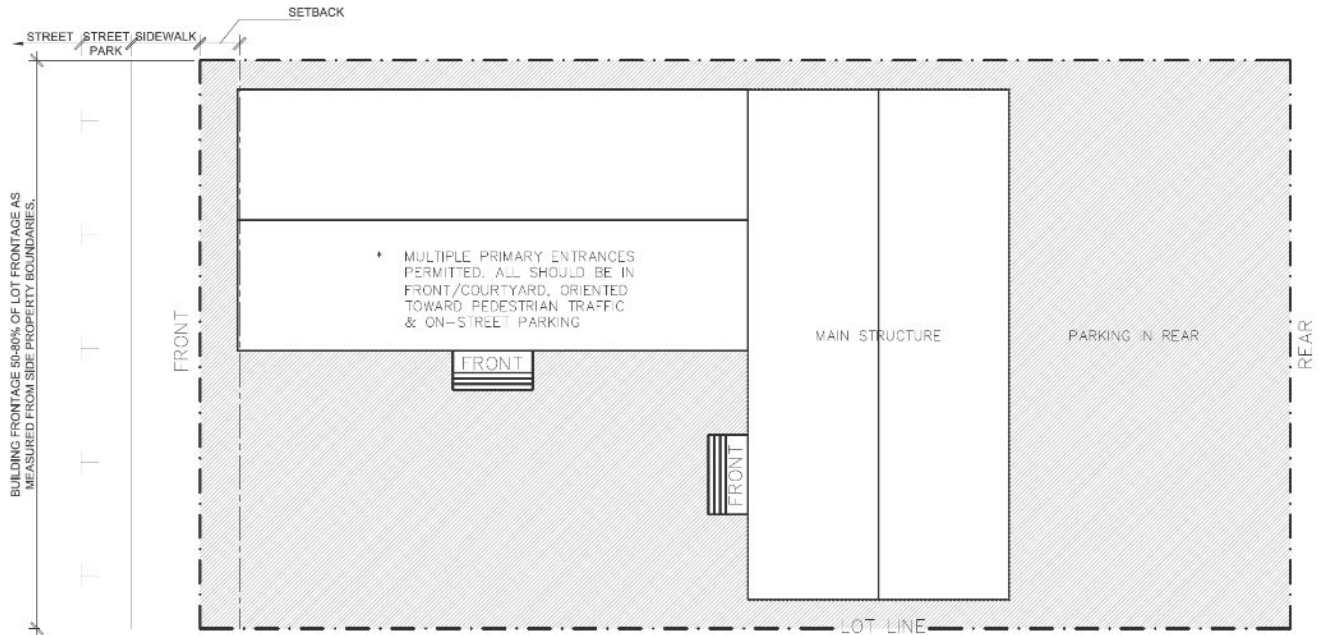 SETBACK
STREET
STREET
PARK
SIDEWALK
BUILDING FRONTAGE 50-80% OF LOT FRONTAGE AS
MEASURED FROM SIDE PROPERTY BOUNDARIES.
FRONT
* MULTIPLE PRIMARY ENTRANCES
PERMITTED. ALL SHOULD BE IN
FRONT/COURTYARD, ORIENTED
TOWARD PEDESTRIAN TRAFFIC
& ON-STREET PARKING
FRONT
FRONT
MAIN STRUCTURE
PARKING IN REAR
REAR
LOT LINE